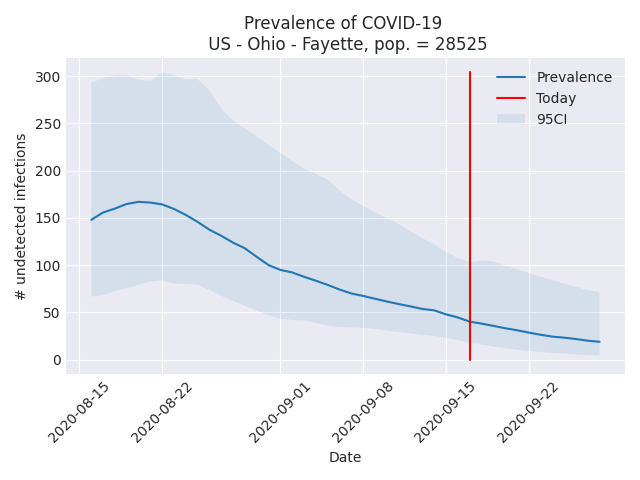 Prevalence of COVID-19
US - Ohio - Fayette, pop. = 28525
Prevalence
Today
95CI
# undetected infections
300
250
200
150
100
50
0
2020-08-15
2020-08-22
2020-09-01
2020-09-08
2020-09-15
2020-09-22
Date